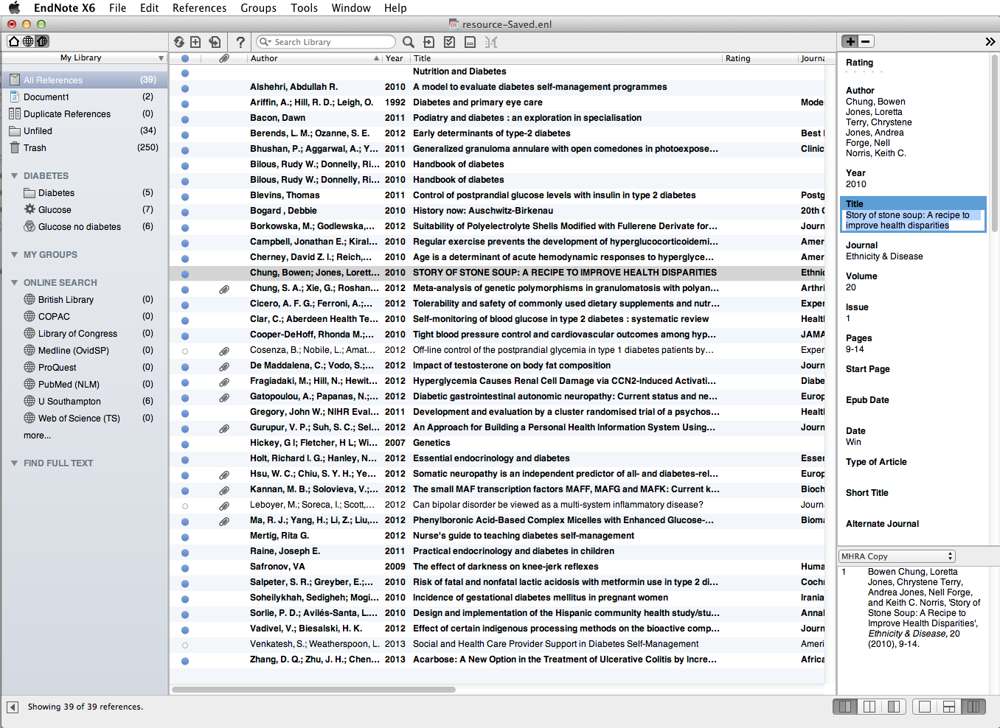 EndNote X6 File Edit References Groups Tools Window Help
resource-Saved.enl
Search Library
My Library
All References (39)
Document1 (2)
Duplicate References (0)
Unfiled (34)
Trash (250)
DIABETES
Diabetes (5)
Glucose (7)
Glucose no diabetes (6)
MY GROUPS
ONLINE SEARCH
British Library (0)
COPAC (0)
Library of Congress (0)
Medline (OvidSP) (0)
ProQuest (0)
PubMed (NLM) (0)
U Southampton (6)
Web of Science (TS) (0)
more...
FIND FULL TEXT
Author Year Title Rating Journa
Nutrition and Diabetes
Alshehri, Abdullah R. 2010 A model to evaluate diabetes self-management programmes
Ariffin, A.; Hill, R. D.; Leigh, O. 1992 Diabetes and primary eye care Mode
Bacon, Dawn 2011 Podiatry and diabetes : an exploration in specialisation
Berends, L. M.; Ozanne, S. E. 2012 Early determinants of type-2 diabetes Best
Bhushan, P.; Aggarwal, A.; Y... 2011 Generalized granuloma annulare with open comedones in photoexpose... Clinic
Bilous, Rudy W.; Donnelly, Ri... 2010 Handbook of diabetes
Bilous, Rudy W.; Donnelly, Ri... 2010 Handbook of diabetes
Blevins, Thomas 2011 Control of postprandial glucose levels with insulin in type 2 diabetes Postg
Bogard , Debbie 2010 History now: Auschwitz-Birkenau 20th C
Borkowska, M.; Godlewska,... 2012 Suitability of Polyelectrolyte Shells Modified with Fullerene Derivate for... Journ
Campbell, Jonathan E.; Kiral... 2010 Regular exercise prevents the development of hyperglucocorticoidemi... Amer
Cherney, David Z. I.; Reich,... 2010 Age is a determinant of acute hemodynamic responses to hyperglyce... Amer
Chung, Bowen; Jones, Lorett... 2010 STORY OF STONE SOUP: A RECIPE TO IMPROVE HEALTH DISPARITIES Ethnic
Chung, S. A.; Xie, G.; Roshan... 2012 Meta-analysis of genetic polymorphisms in granulomatosis with polyan... Arthri
Cicero, A. F. G.; Ferroni, A.;... 2012 Tolerability and safety of commonly used dietary supplements and nutr... Exper
Clar, C.; Aberdeen Health Te... 2010 Self-monitoring of blood glucose in type 2 diabetes : systematic review Healt
Cooper-DeHoff, Rhonda M.;... 2010 Tight blood pressure control and cardiovascular outcomes among hyp... JAMA
Cosenza, B.; Nobile, L.; Amat... 2012 Off-line control of the postprandial glycemia in type 1 diabetes patients by... Exper
De Maddalena, C.; Vodo, S.;... 2012 Impact of testosterone on body fat composition Journ
Fragiadaki, M.; Hill, N.; Hewit... 2012 Hyperglycemia Causes Renal Cell Damage via CCN2-Induced Activati... Diabe
Gatopoulou, A.; Papanas, N.;... 2012 Diabetic gastrointestinal autonomic neuropathy: Current status and ne... Europ
Gregory, John W.; NIHR Eval... 2011 Development and evaluation by a cluster randomised trial of a psychos... Healt
Gurupur, V. P.; Suh, S. C.; Sel... 2012 An Approach for Building a Personal Health Information System Using... Journ
Hickey, G I; Fletcher, H L; Wi... 2007 Genetics
Holt, Richard I. G.; Hanley, N... 2012 Essential endocrinology and diabetes Essen
Hsu, W. C.; Chiu, S. Y. H.; Ye... 2012 Somatic neuropathy is an independent predictor of all- and diabetes-rel... Europ
Kannan, M. B.; Solovieva, V.;... 2012 The small MAF transcription factors MAFF, MAFG and MAFK: Current k... Bioch
Leboyer, M.; Soreca, I.; Scott,... 2012 Can bipolar disorder be viewed as a multi-system inflammatory disease? Journa
Ma, R. J.; Yang, H.; Li, Z.; Liu,... 2012 Phenylboronic Acid-Based Complex Micelles with Enhanced Glucose-... Bioma
Mertig, Rita G. 2012 Nurse's guide to teaching diabetes self-management
Raine, Joseph E. 2011 Practical endocrinology and diabetes in children
Safronov, VA 2009 The effect of darkness on knee-jerk reflexes Huma
Salpeter, S. R.; Greyber, E.;... 2010 Risk of fatal and nonfatal lactic acidosis with metformin use in type 2 di... Cochr
Soheilykhah, Sedigheh; Mogi... 2010 Incidence of gestational diabetes mellitus in pregnant women Irania
Sorlie, P. D.; Avilés-Santa, L.... 2010 Design and implementation of the Hispanic community health study/stu... Annal
Vadivel, V.; Biesalski, H. K. 2012 Effect of certain indigenous processing methods on the bioactive comp... Journ
Venkatesh, S.; Weatherspoon, L. 2013 Social and Health Care Provider Support in Diabetes Self-Management Ameri
Zhang, D. Q.; Zhu, J. H.; Chen... 2013 Acarbose: A New Option in the Treatment of Ulcerative Colitis by Incre... Africa
Rating
Author
Chung, Bowen
Jones, Loretta
Terry, Chrystene
Jones, Andrea
Forge, Nell
Norris, Keith C.
Year
2010
Title
Story of stone soup: A recipe to
improve health disparities
Journal
Ethnicity & Disease
Volume
20
Issue
1
Pages
9-14
Start Page
Epub Date
Date
Win
Type of Article
Short Title
Alternate Journal
MHRA Copy
1 Bowen Chung, Loretta
Jones, Chrystene Terry,
Andrea Jones, Nell Forge,
and Keith C. Norris, 'Story of
Stone Soup: A Recipe to
Improve Health Disparities',
Ethnicity & Disease, 20
(2010), 9-14.
Showing 39 of 39 references.